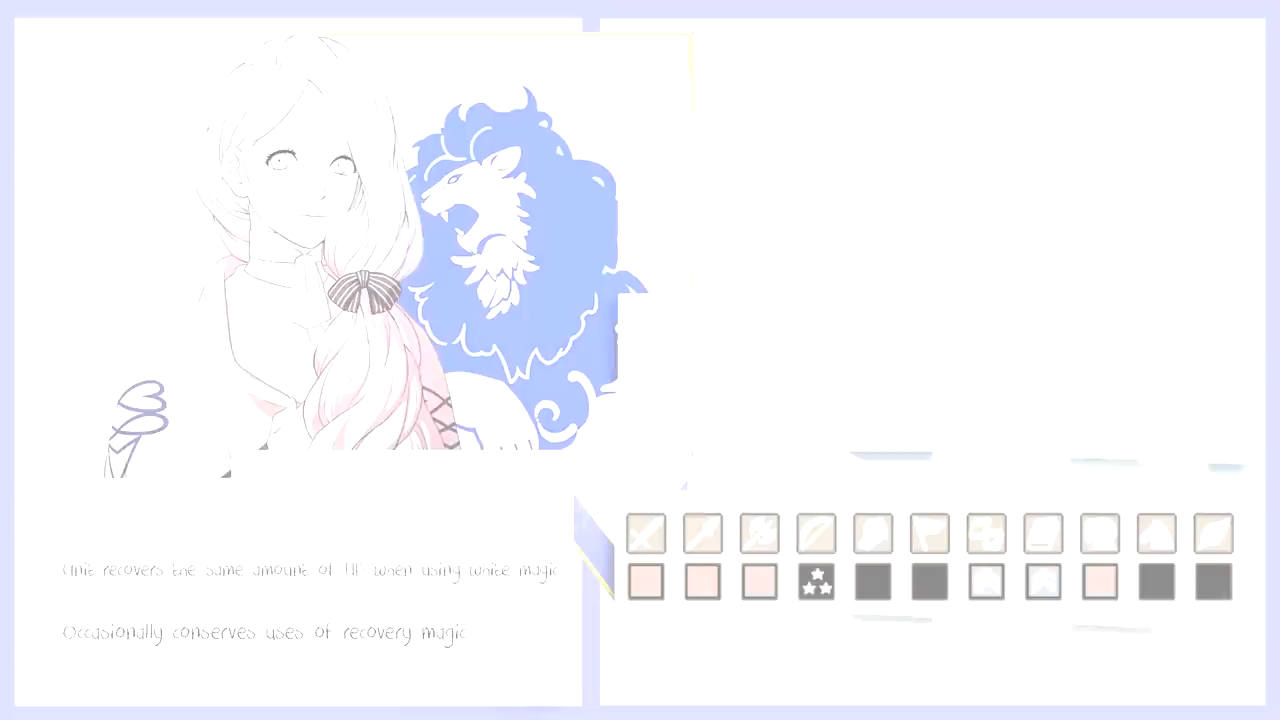 Unit recovers the same amount of HP when using white magic
Occasionally conserves uses of recovery magic